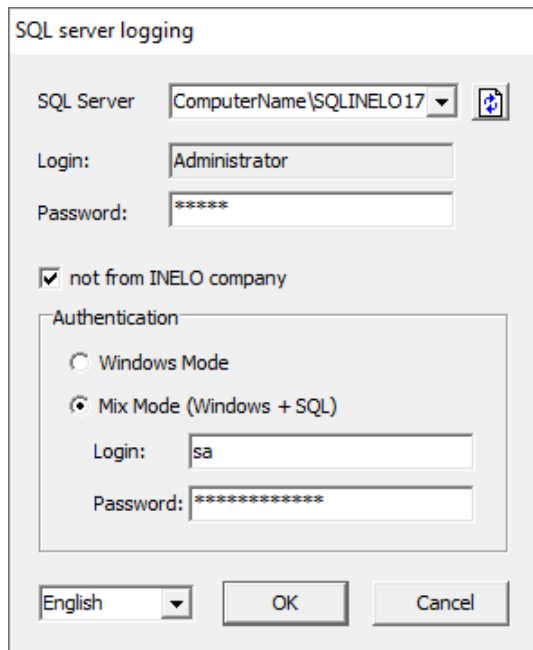 SQL server logging
SQL Server ComputerName\SQLINELO17
Login: Administrator
Password: *****
not from INELO company
Authentication
Windows Mode
Mix Mode (Windows + SQL)
Login: sa
Password: ************
English OK Cancel